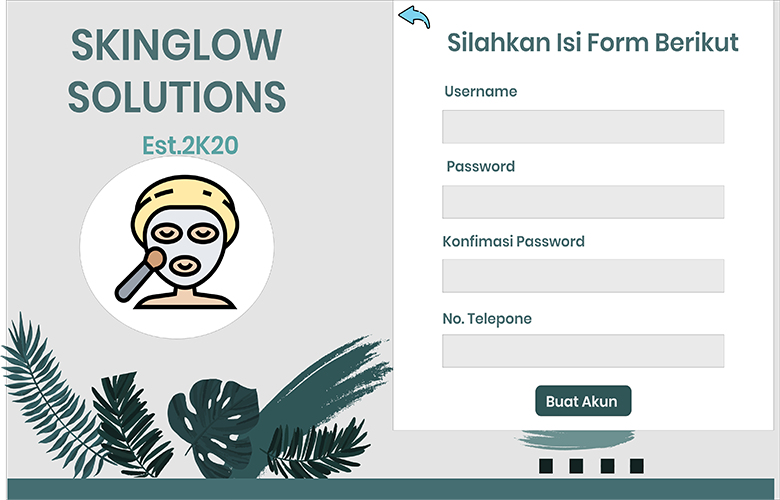 SKINGLOW
SOLUTIONS
Est.2K20
Silahkan Isi Form Berikut
Username
Password
Konfimasi Password
No. Telepone
Buat Akun